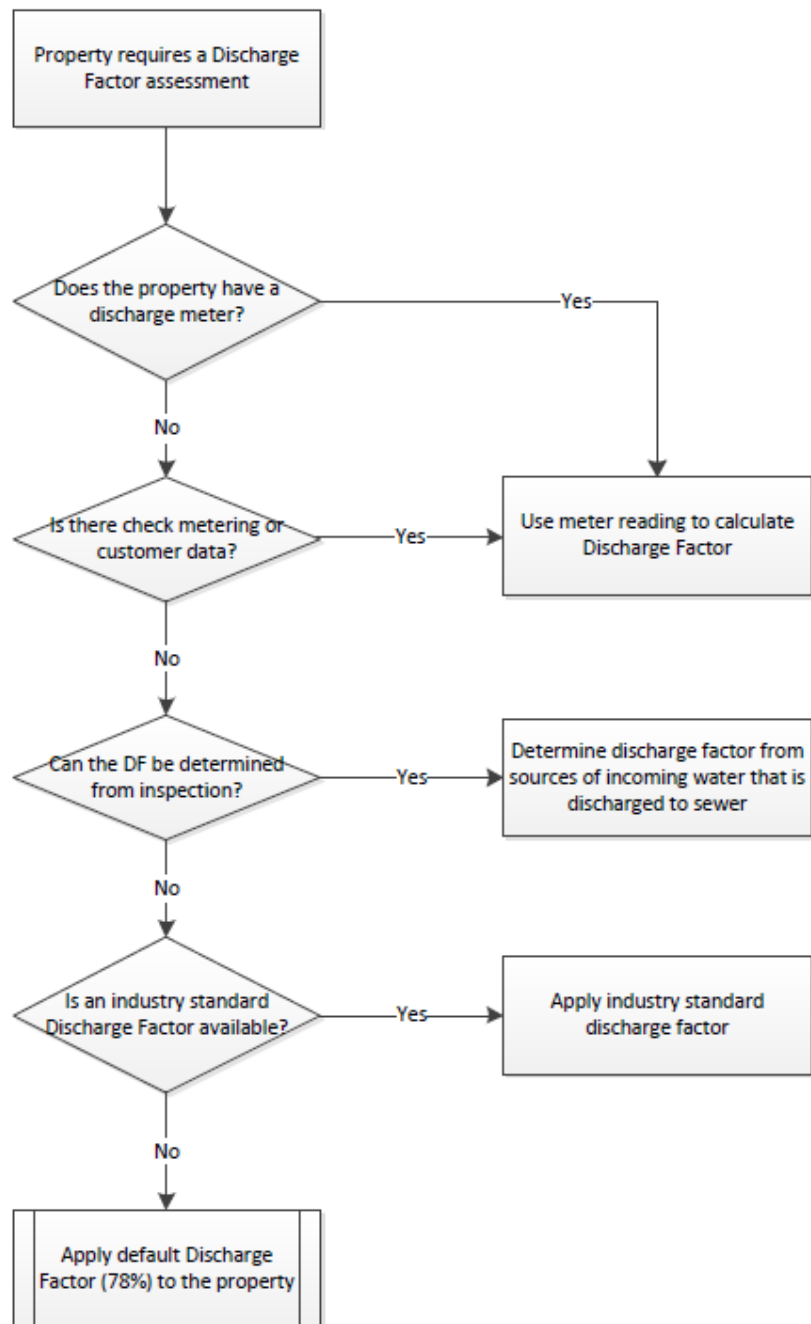 Property requires a Discharge
Factor assessment
Does the property have a
discharge meter?
Yes
No
Is there check metering or
customer data?
Yes
Use meter reading to calculate
Discharge Factor
No
Can the DF be determined
from inspection?
Yes
Determine discharge factor from
sources of incoming water that is
discharged to sewer
No
Is an industry standard
Discharge Factor available?
Yes
Apply industry standard
discharge factor
No
Apply default Discharge
Factor (78%) to the property